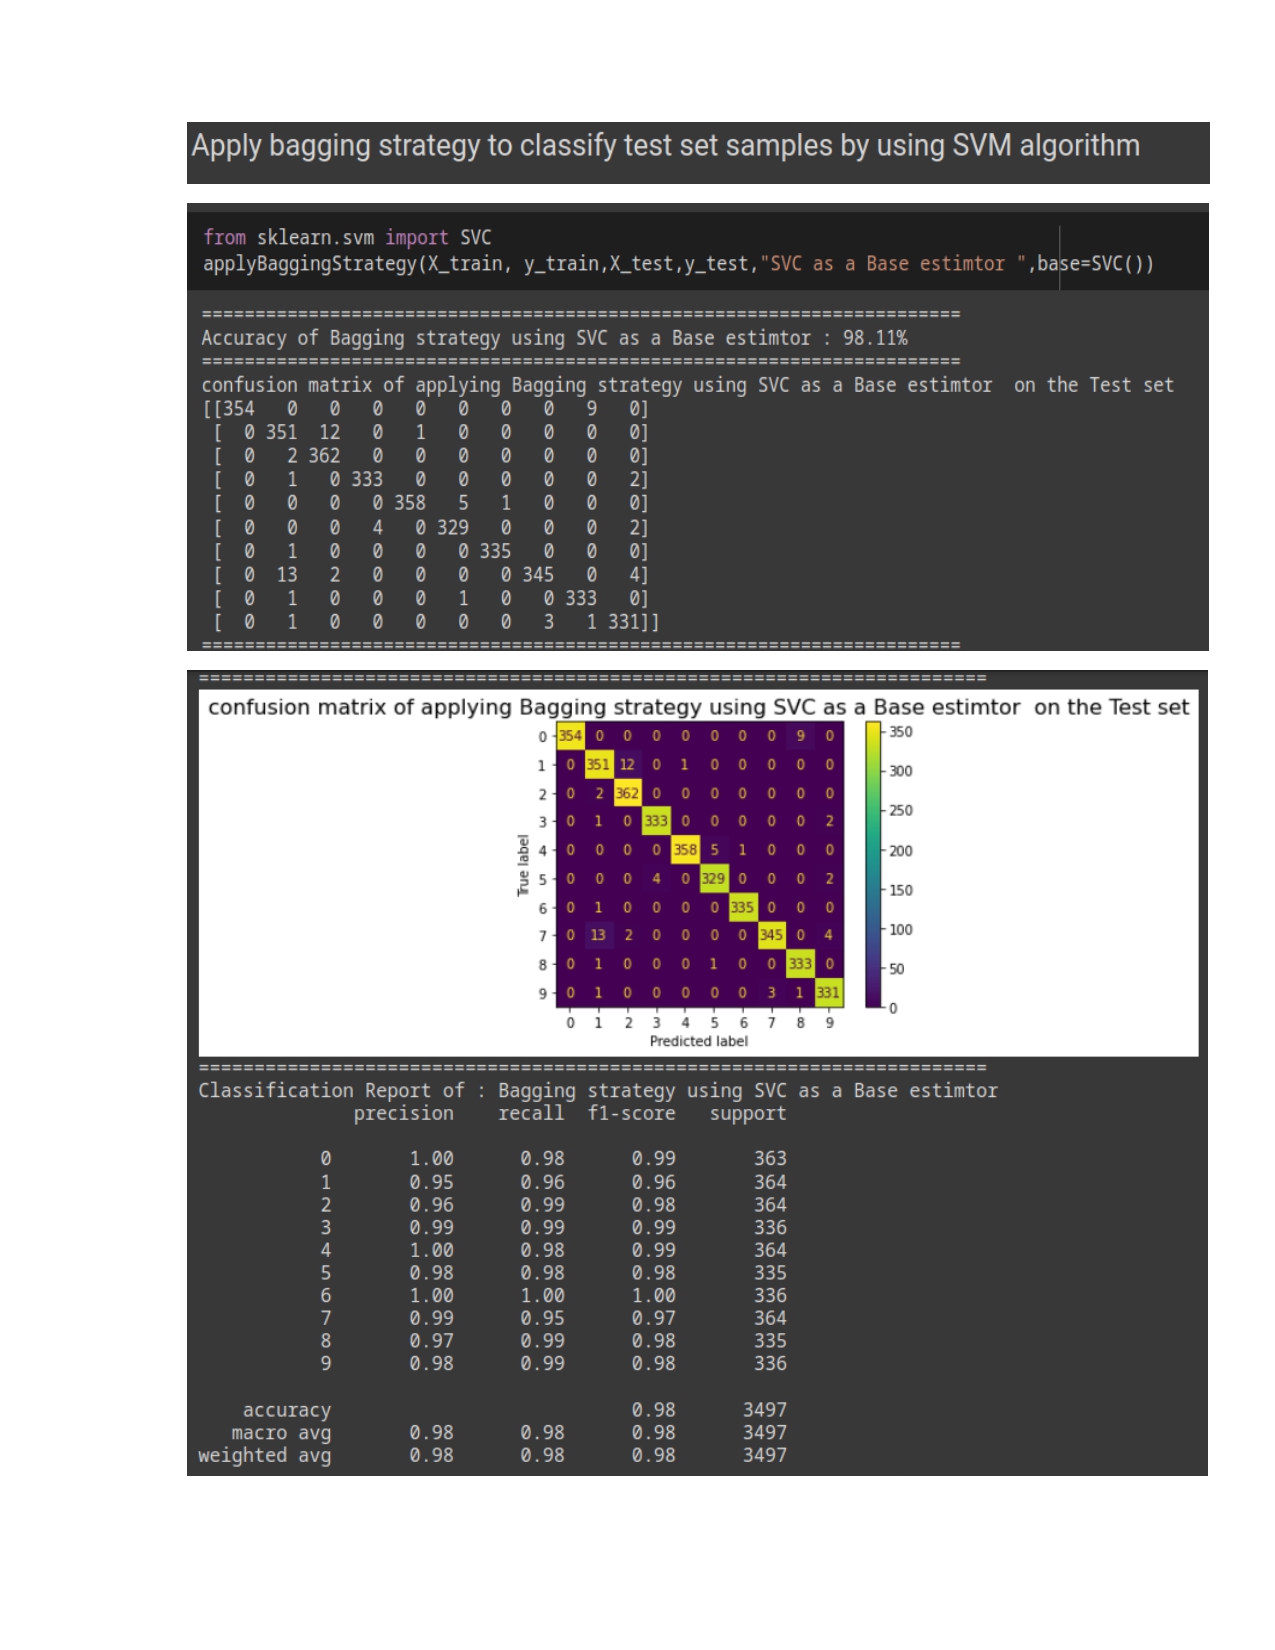 Apply bagging strategy to classify test set samples by using SVM algorithm
from sklearn.svm import SVC
applyBaggingStrategy(X_train, y_train,X_test,y_test,"SVC as a Base estimtor ",base=SVC())
=======================================================================
Accuracy of Bagging strategy using SVC as a Base estimtor : 98.11%
=======================================================================
confusion matrix of applying Bagging strategy using SVC as a Base estimtor  on the Test set
[[354   0   0   0   0   0   0   0   9   0]
 [  0 351  12   0   1   0   0   0   0   0]
 [  0   2 362   0   0   0   0   0   0   0]
 [  0   1   0 333   0   0   0   0   0   2]
 [  0   0   0   0 358   5   1   0   0   0]
 [  0   0   0   4   0 329   0   0   0   2]
 [  0   1   0   0   0   0 335   0   0   0]
 [  0  13   2   0   0   0   0 345   0   4]
 [  0   1   0   0   0   1   0   0 333   0]
 [  0   1   0   0   0   0   0   3   1 331]]
=======================================================================
=======================================================================
confusion matrix of applying Bagging strategy using SVC as a Base estimtor  on the Test set
0 354 0 0 0 0 0 0 0 9 0 350
1 0 351 12 0 1 0 0 0 0 0 300
2 0 2 362 0 0 0 0 0 0 0
3 0 1 0 333 0 0 0 0 0 2 250
True label
4 0 0 0 0 358 5 1 0 0 0 200
5 0 0 0 4 0 329 0 0 0 2 150
6 0 1 0 0 0 0 335 0 0 0
7 0 13 2 0 0 0 0 345 0 4 100
8 0 1 0 0 0 1 0 0 333 0 50
9 0 1 0 0 0 0 0 3 1 331 0
0 1 2 3 4 5 6 7 8 9
Predicted label
=======================================================================
Classification Report of : Bagging strategy using SVC as a Base estimtor
precision    recall  f1-score   support
0       1.00      0.98      0.99       363
1       0.95      0.96      0.96       364
2       0.96      0.99      0.98       364
3       0.99      0.99      0.99       336
4       1.00      0.98      0.99       364
5       0.98      0.98      0.98       335
6       1.00      1.00      1.00       336
7       0.99      0.95      0.97       364
8       0.97      0.99      0.98       335
9       0.98      0.99      0.98       336
accuracy                           0.98      3497
macro avg       0.98      0.98      0.98      3497
weighted avg       0.98      0.98      0.98      3497